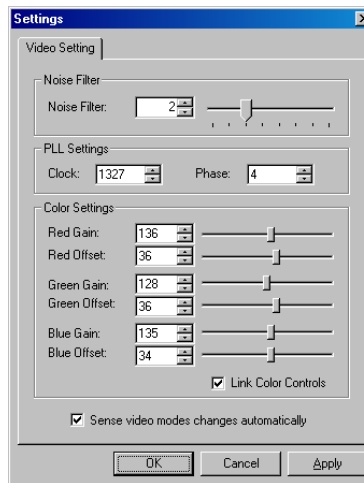 Settings
Video Setting
Noise Filter
Noise Filter: 2
PLL Settings
Clock: 1327 Phase: 4
Color Settings
Red Gain: 136
Red Offset: 36
Green Gain: 128
Green Offset: 36
Blue Gain: 135
Blue Offset: 34
Link Color Controls
Sense video modes changes automatically
OK Cancel Apply